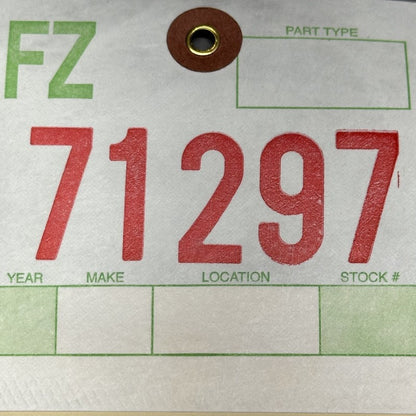 FZ
PART TYPE
71297
YEAR MAKE LOCATION STOCK #